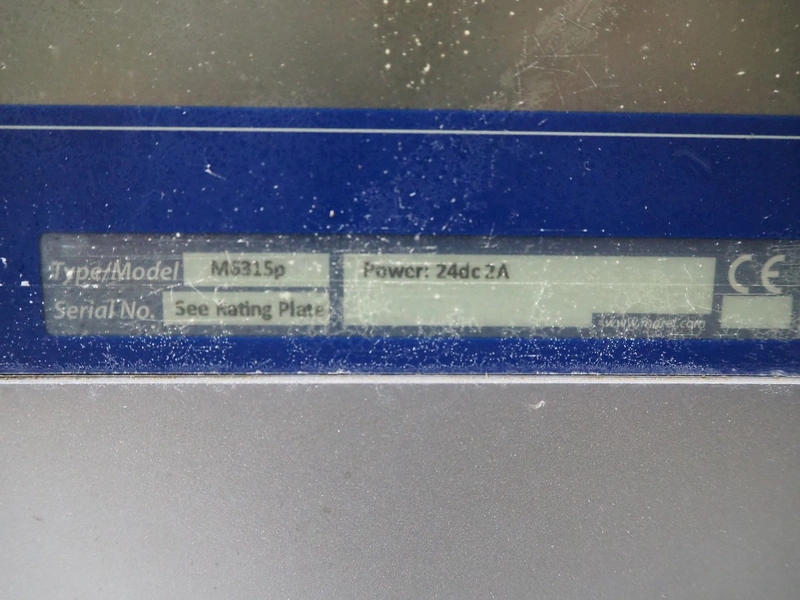 Type/Model M6315p
Serial No. See Rating Plate
Power: 24dc 2A
CE